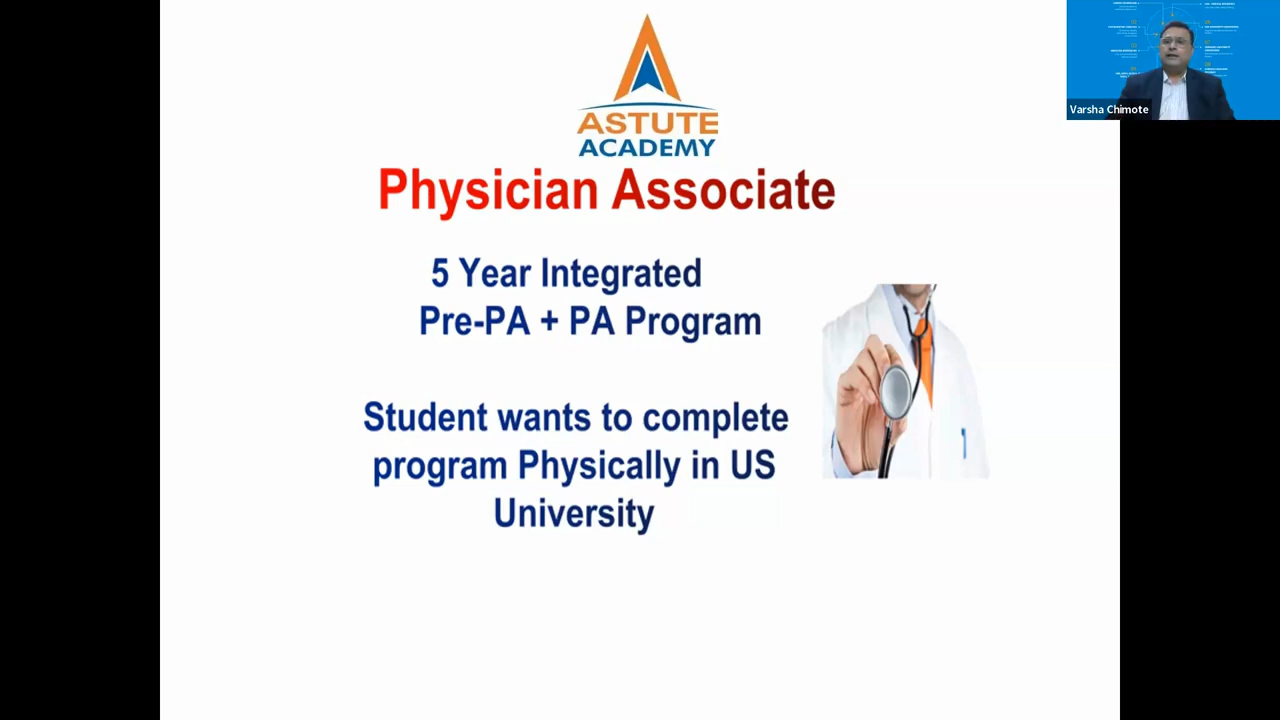 ASTUTE
ACADEMY
Physician Associate
5 Year Integrated
Pre-PA + PA Program
Student wants to complete
program Physically in US
University
Varsha Chimote